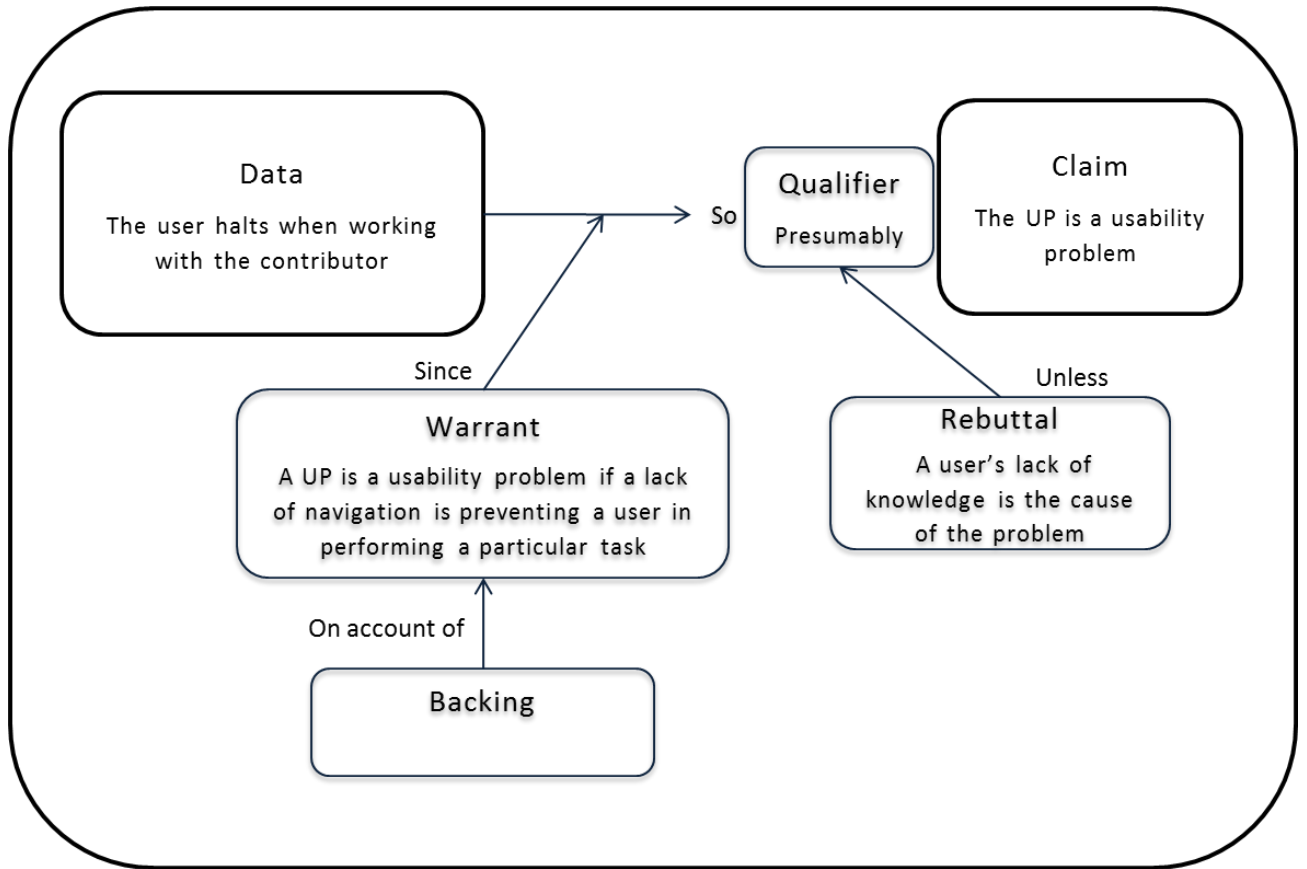 Data
The user halts when working
with the contributor
So
Qualifier
Presumably
Claim
The UP is a usability
problem
Since
Warrant
A UP is a usability problem if a lack
of navigation is preventing a user in
performing a particular task
Unless
Rebuttal
A user’s lack of
knowledge is the cause
of the problem
On account of
Backing